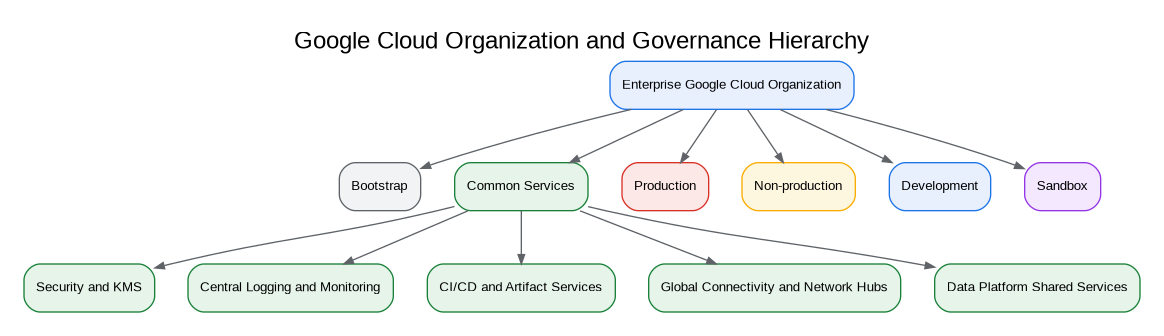 Google Cloud Organization and Governance Hierarchy
Enterprise Google Cloud Organization
Bootstrap
Common Services
Production
Non-production
Development
Sandbox
Security and KMS
Central Logging and Monitoring
CI/CD and Artifact Services
Global Connectivity and Network Hubs
Data Platform Shared Services